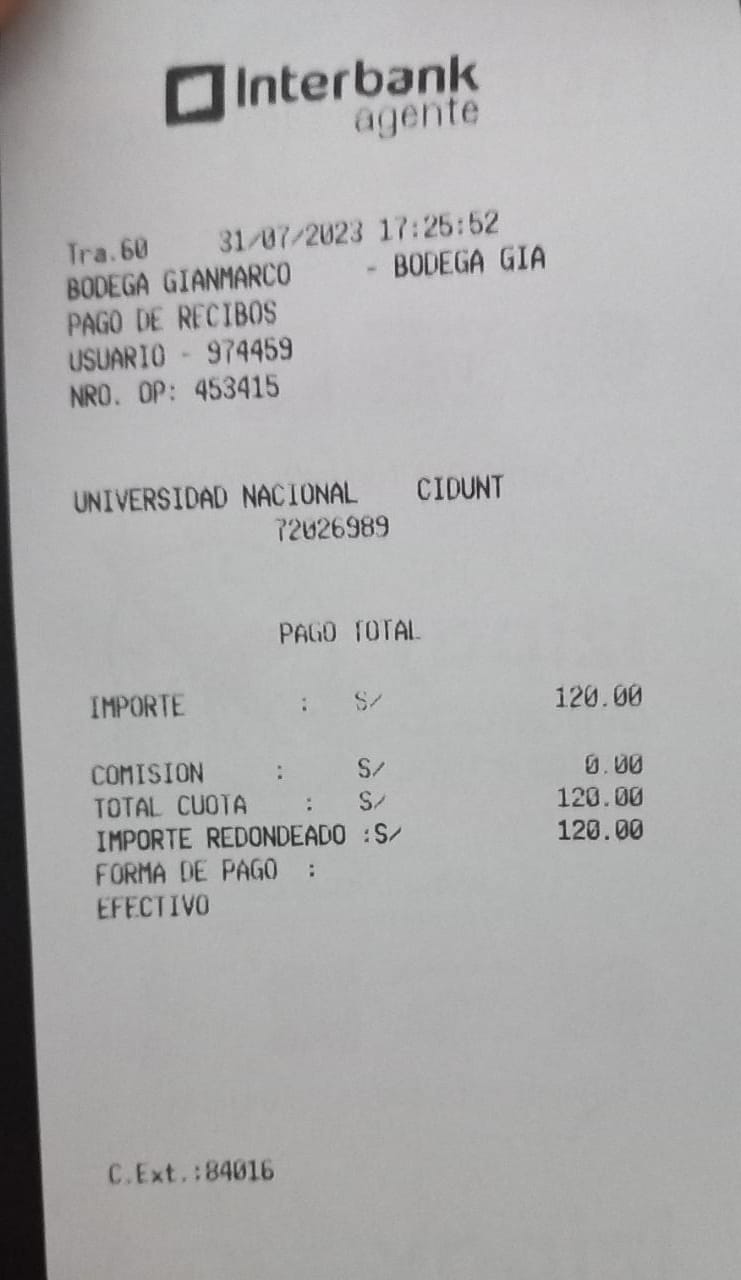 Interbank
agente
Tra.60 31/07/2023 17:25:52
BODEGA GIANMARCO - BODEGA GIA
PAGO DE RECIBOS
USUARIO - 974459
NRO. OP: 453415
UNIVERSIDAD NACIONAL CIDUNT
72026989
PAGO TOTAL
IMPORTE : S/ 120.00
COMISION : S/ 0.00
TOTAL CUOTA : S/ 120.00
IMPORTE REDONDEADO :S/ 120.00
FORMA DE PAGO :
EFECTIVO
C.Ext.:84016